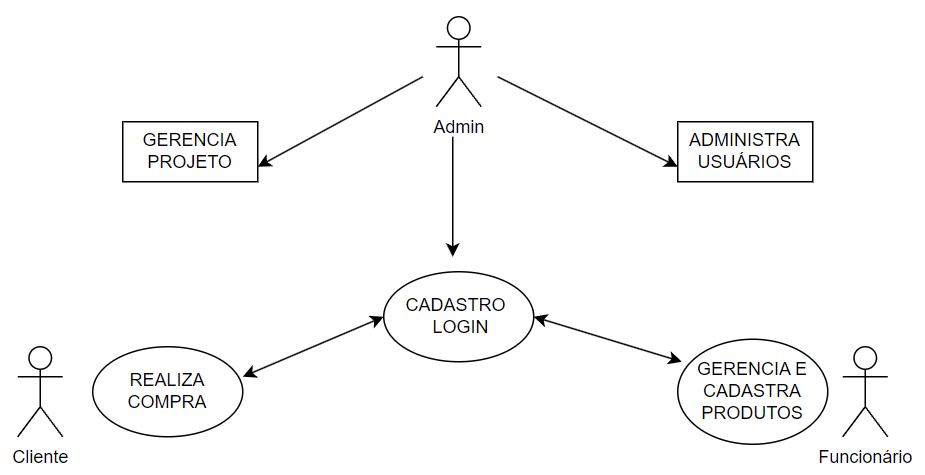 Admin
GERENCIA
PROJETO
ADMINISTRA
USUÁRIOS
CADASTRO
LOGIN
REALIZA
COMPRA
GERENCIA E
CADASTRA
PRODUTOS
Cliente
Funcionário